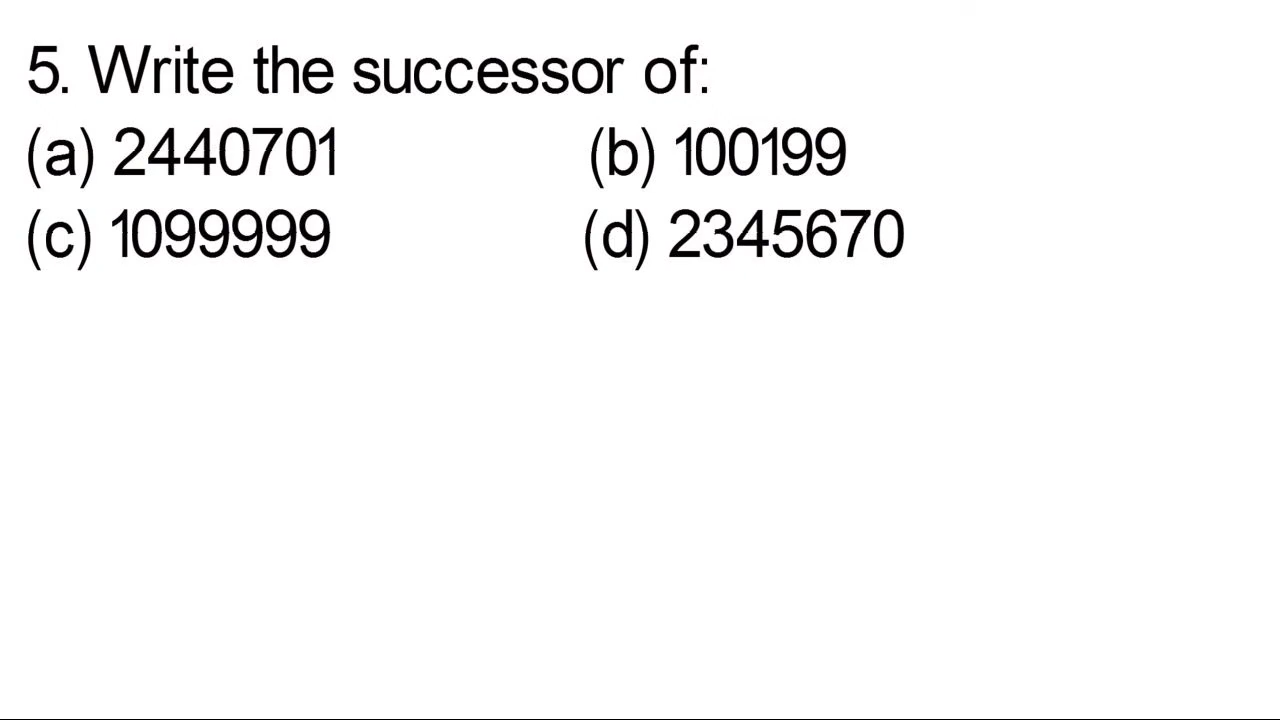 5. Write the successor of:
(a) 2440701 (b) 100199
(c) 1099999 (d) 2345670